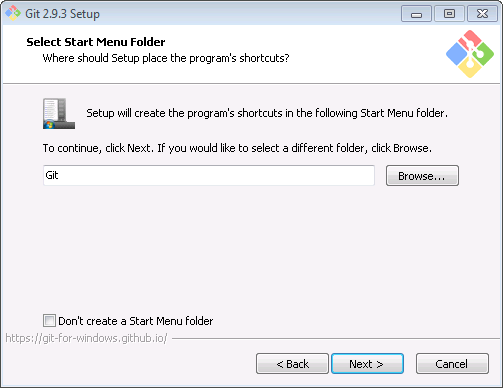 Git 2.9.3 Setup
Select Start Menu Folder
Where should Setup place the program's shortcuts?
Setup will create the program's shortcuts in the following Start Menu folder.
To continue, click Next. If you would like to select a different folder, click Browse.
Git
Browse...
Don't create a Start Menu folder
https://git-for-windows.github.io/
< Back
Next >
Cancel